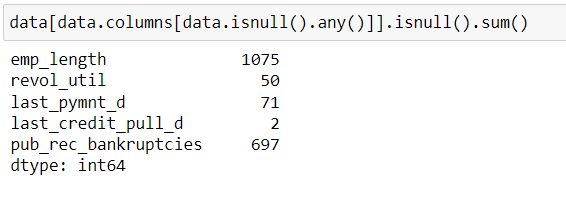 data[data.columns[data.isnull().any()]].isnull().sum()
emp_length 1075
revol_util 50
last_pymnt_d 71
last_credit_pull_d 2
pub_rec_bankruptcies 697
dtype: int64